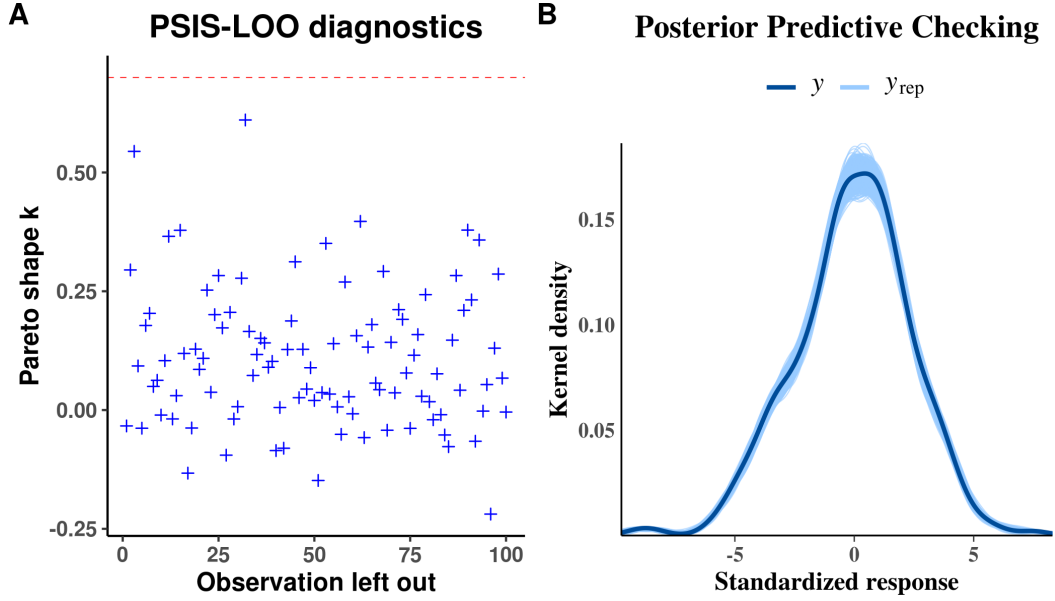 A
PSIS-LOO diagnostics
Pareto shape k
0.50
0.25
0.00
-0.25
0
25
50
75
100
Observation left out
B
Posterior Predictive Checking
y
yrep
Kernel density
0.15
0.10
0.05
-5
0
5
Standardized response